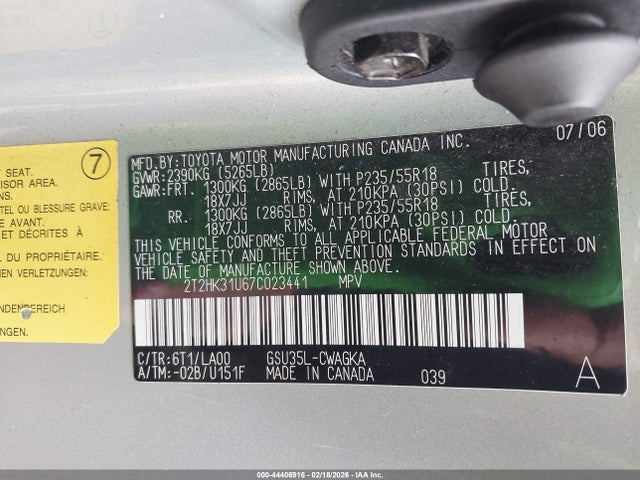 7
SEAT.
ISOR AREA.
NS.
TEL OU BLESSURE GRAVE:
E AVANT.
ET DÉCRITES À
U PROPRIÉTAIRE.
ENDENBEREICH
MFD.BY:TOYOTA MOTOR MANUFACTURING CANADA INC. 07/06
GVWR:2390KG (5265LB)
GAWR:FRT. 1300KG (2865LB) WITH P235/55R18 TIRES,
18X7JJ RIMS, AT 210KPA (30PSI) COLD.
RR. 1300KG (2865LB) WITH P235/55R18 TIRES,
18X7JJ RIMS, AT 210KPA (30PSI) COLD.
THIS VEHICLE CONFORMS TO ALL APPLICABLE FEDERAL MOTOR
VEHICLE SAFETY AND THEFT PREVENTION STANDARDS IN EFFECT ON
THE DATE OF MANUFACTURE SHOWN ABOVE.
2T2HK31U67C023441 MPV
C/TR:6T1/LA00 GSU35L-CWAGKA
A/TM:-02B/U151F MADE IN CANADA 039 A
000-44406916 - 02/18/2026 - IAA Inc.